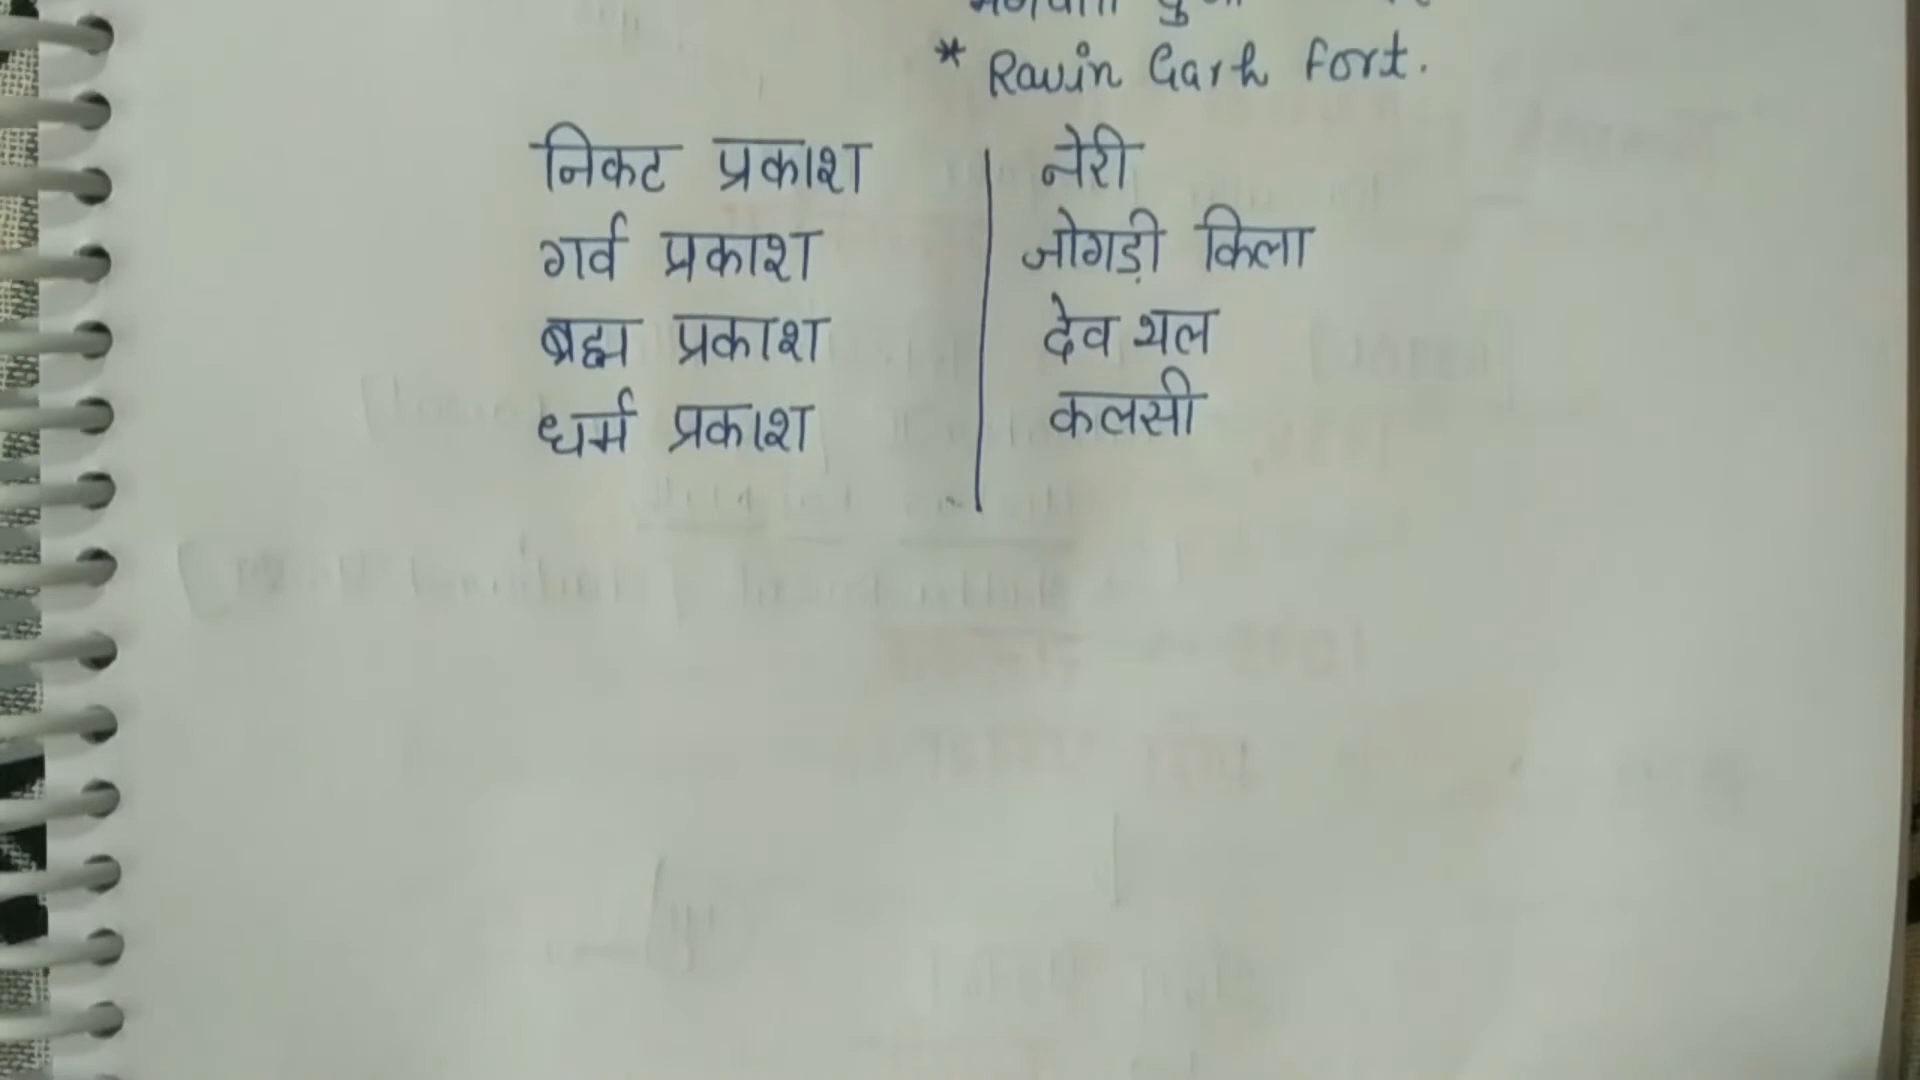 * Rawin Garh Fort.
निकट प्रकाश | नेरी
गर्व प्रकाश | जोगड़ी किला
ब्रह्म प्रकाश | देव थल
धर्म प्रकाश | कलसी